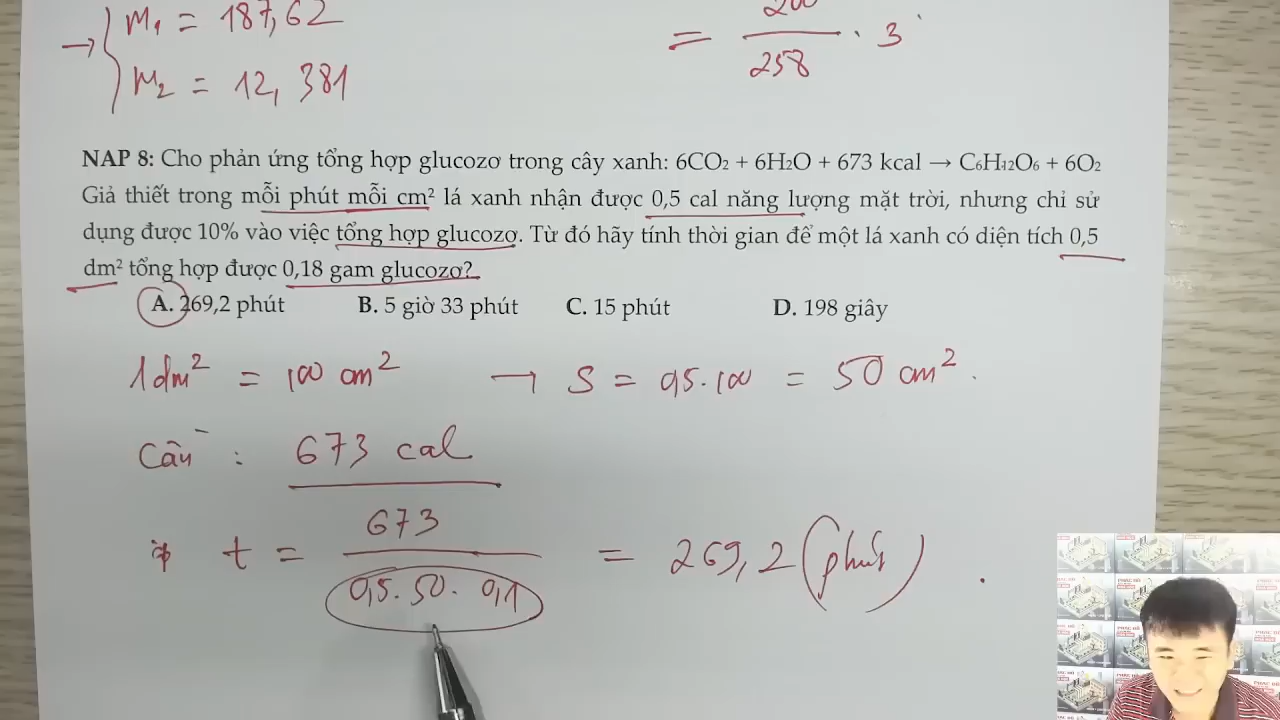 → { m₁ = 187,62
m₂ = 12,381
= 200/258 · 3
NAP 8: Cho phản ứng tổng hợp glucozơ trong cây xanh: 6CO₂ + 6H₂O + 673 kcal → C₆H₁₂O₆ + 6O₂
Giả thiết trong mỗi phút mỗi cm² lá xanh nhận được 0,5 cal năng lượng mặt trời, nhưng chỉ sử
dụng được 10% vào việc tổng hợp glucozơ. Từ đó hãy tính thời gian để một lá xanh có diện tích 0,5
dm² tổng hợp được 0,18 gam glucozơ?
A. 269,2 phút B. 5 giờ 33 phút C. 15 phút D. 198 giây
1dm² = 100 cm² → S = 0,5.100 = 50 cm².
Cần : 673 cal
* t = 673/(0,5.50.0,1) = 269,2 (phút) .